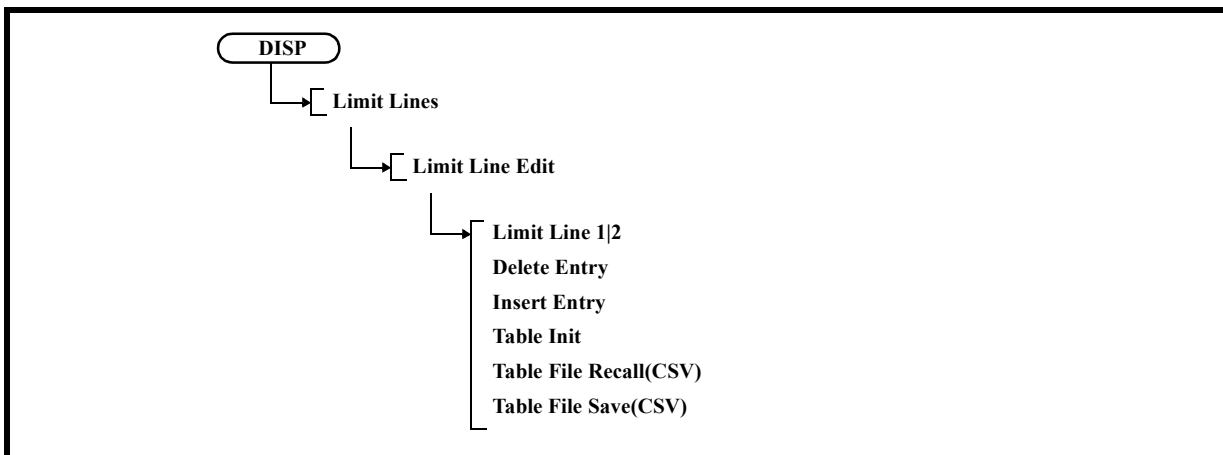 DISP
Limit Lines
Limit Line Edit
Limit Line 1|2
Delete Entry
Insert Entry
Table Init
Table File Recall(CSV)
Table File Save(CSV)